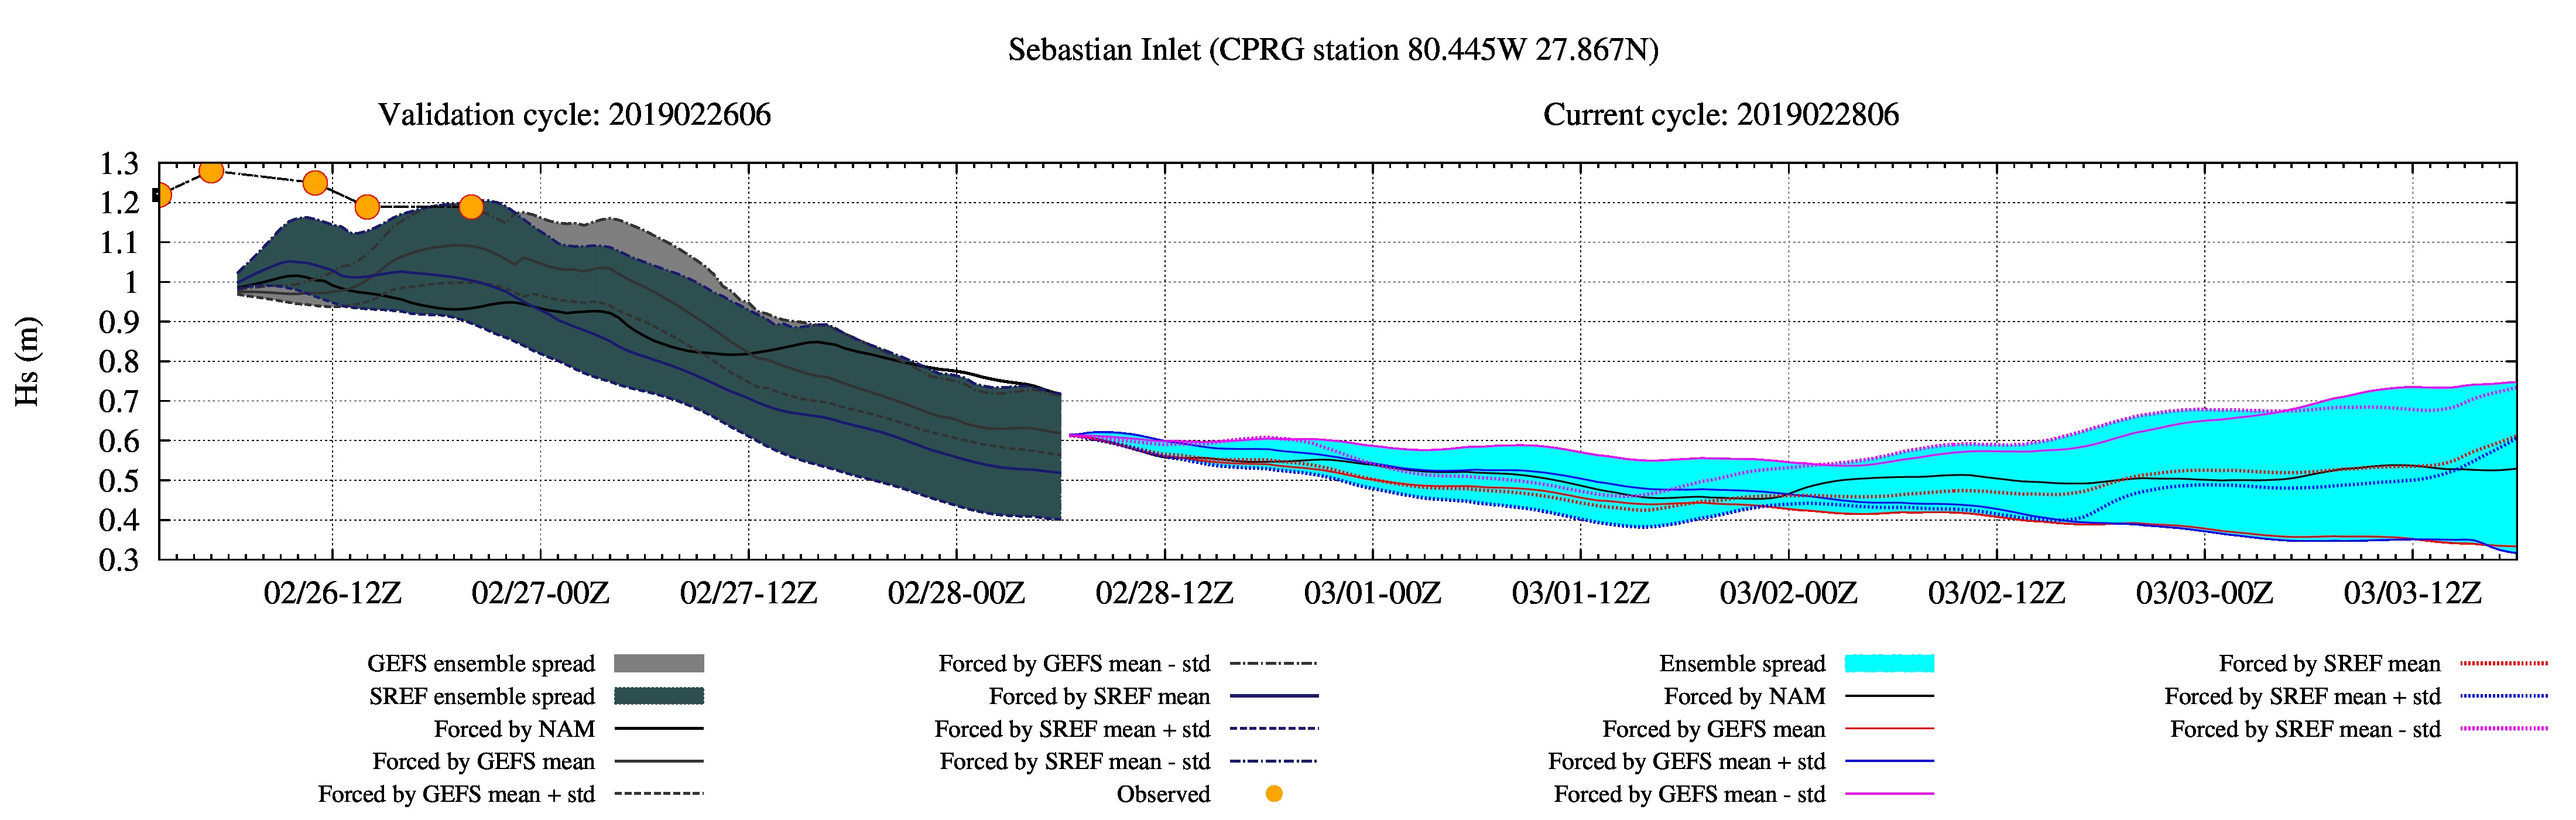 Sebastian Inlet (CPRG station 80.445W 27.867N)
Validation cycle: 2019022606
Current cycle: 2019022806
Hs (m)
1.3
1.2
1.1
1
0.9
0.8
0.7
0.6
0.5
0.4
0.3
02/26-12Z 02/27-00Z 02/27-12Z 02/28-00Z 02/28-12Z 03/01-00Z 03/01-12Z 03/02-00Z 03/02-12Z 03/03-00Z 03/03-12Z
GEFS ensemble spread
SREF ensemble spread
Forced by NAM
Forced by GEFS mean
Forced by GEFS mean + std
Forced by GEFS mean - std
Forced by SREF mean
Forced by SREF mean + std
Forced by SREF mean - std
Observed
Ensemble spread
Forced by NAM
Forced by GEFS mean
Forced by GEFS mean + std
Forced by GEFS mean - std
Forced by SREF mean
Forced by SREF mean + std
Forced by SREF mean - std